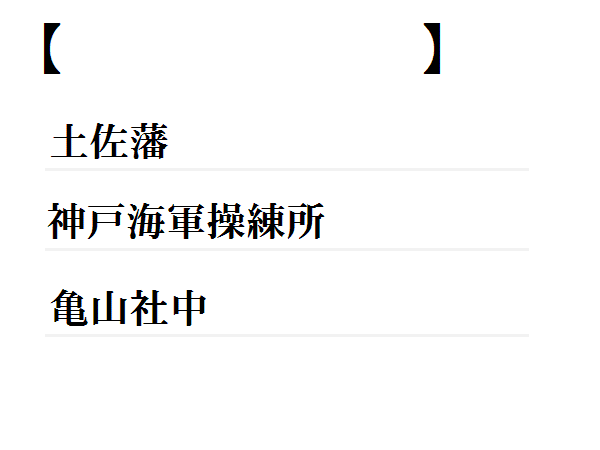 【　　　　　　　　　】
土佐藩
神戸海軍操練所
亀山社中